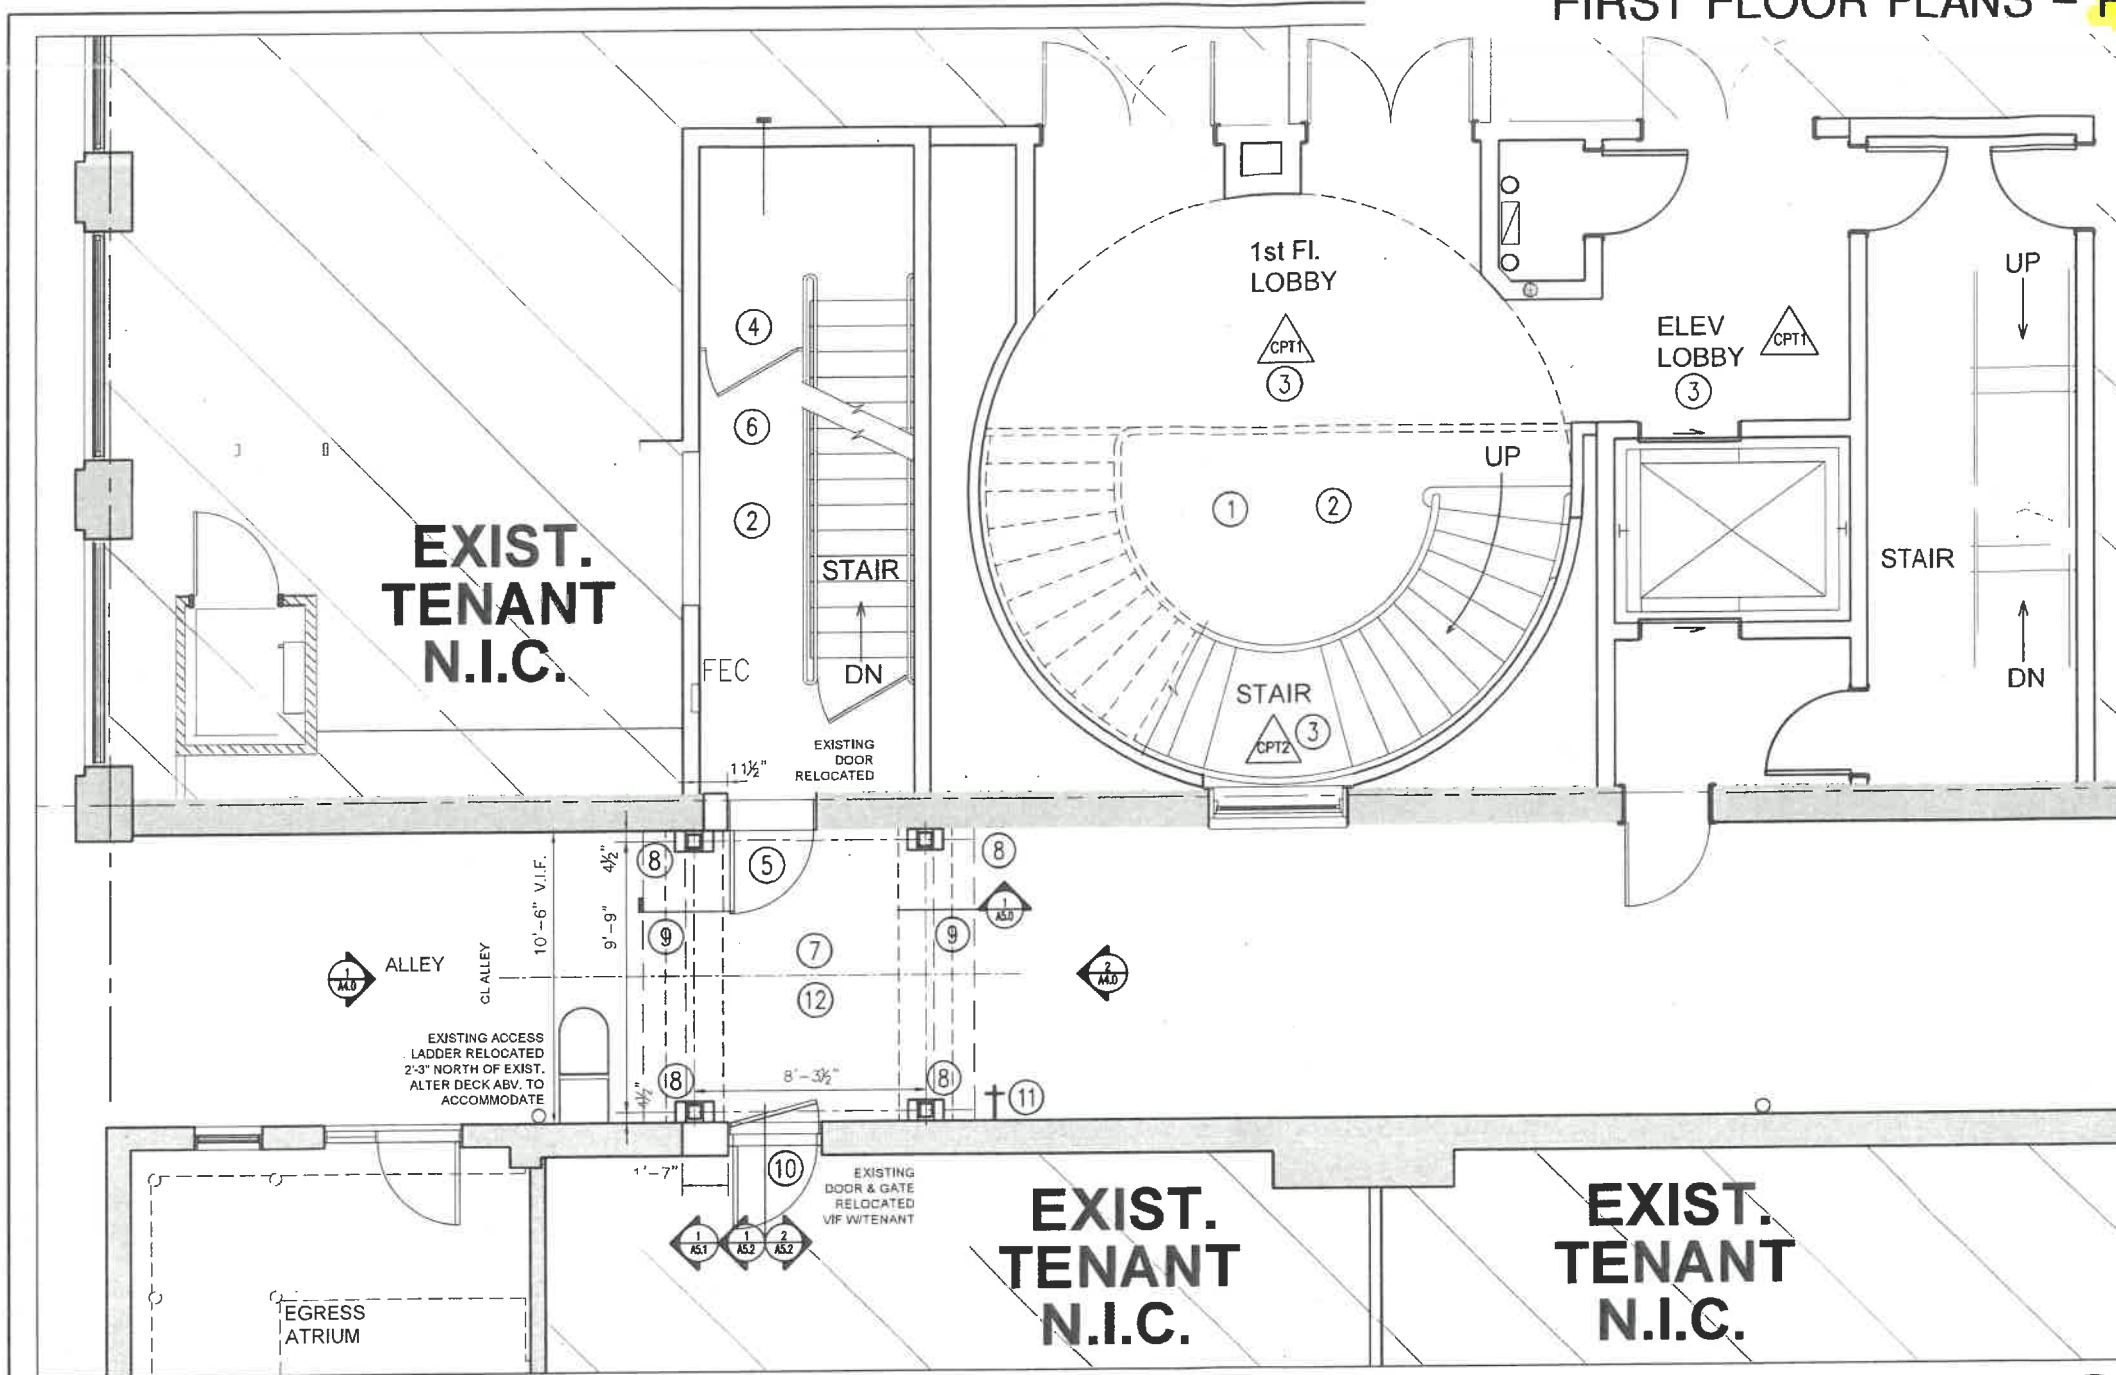 FIRST FLOOR PLANS –
1st Fl.
LOBBY
CPT1
3
ELEV
LOBBY
CPT1
3
UP
4
6
2
1
2
UP
EXIST.
TENANT
N.I.C.
STAIR
DN
FEC
STAIR
CPT2
3
STAIR
DN
EXISTING
DOOR
RELOCATED
11½"
8
5
8
4½"
10'-6" V.I.F.
9'-9"
1
A5.0
9
9
7
12
1
A4.0
ALLEY
CL ALLEY
2
A4.0
EXISTING ACCESS
LADDER RELOCATED
2'-3" NORTH OF EXIST.
ALTER DECK ABV. TO
ACCOMMODATE
8
8'-3½"
8
11
4½"
1'-7"
10
EXISTING
DOOR & GATE
RELOCATED
VIF W/TENANT
1
A5.1
1
A5.2
2
A5.2
EXIST.
TENANT
N.I.C.
EXIST.
TENANT
N.I.C.
EGRESS
ATRIUM